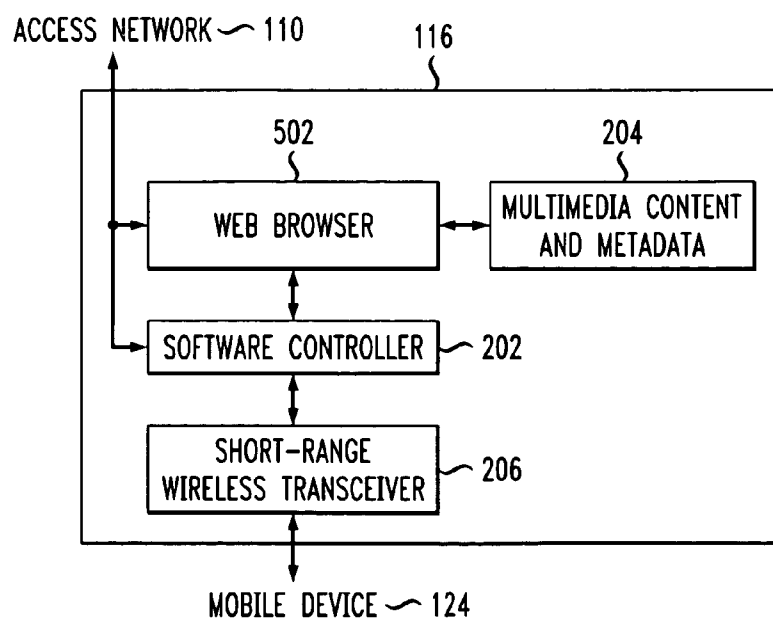 ACCESS NETWORK 110
116
502
204
WEB BROWSER
MULTIMEDIA CONTENT
AND METADATA
SOFTWARE CONTROLLER
202
SHORT-RANGE
WIRELESS TRANSCEIVER
206
MOBILE DEVICE 124